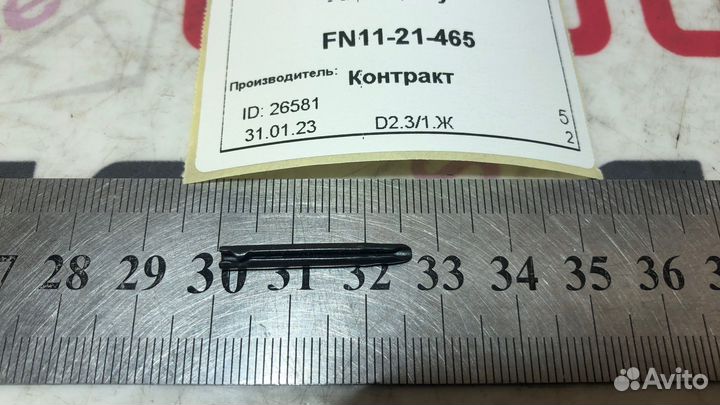 FN11-21-465
Производитель: Контракт
ID: 26581
31.01.23 D2.3/1.Ж
5
2
28 29 30 31 32 33 34 35 36
Avito